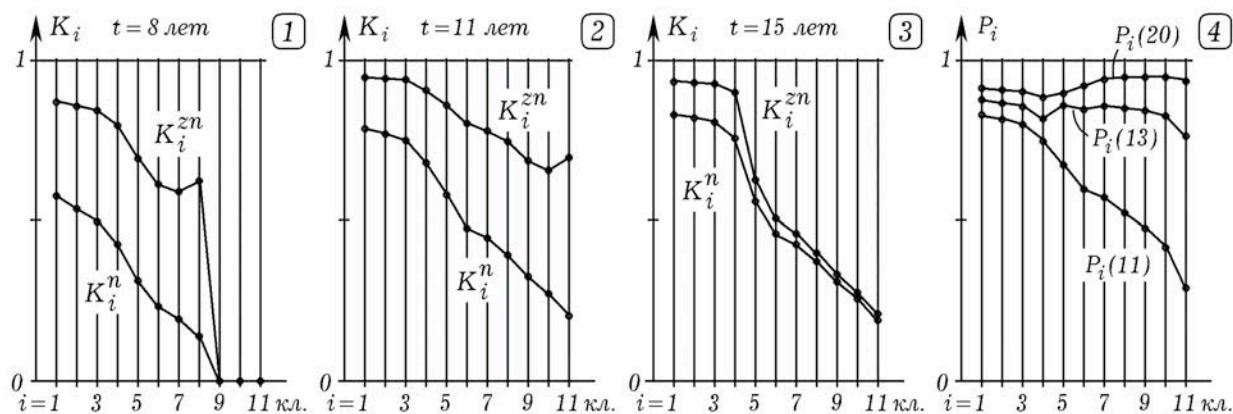 K_i t = 8 лет 1
1
K_i^{zn}
K_i^n
0
i = 1 3 5 7 9 11 кл.
K_i t = 11 лет 2
1
K_i^{zn}
K_i^n
0
1 3 5 7 9 11 кл.
K_i t = 15 лет 3
1
K_i^{zn}
K_i^n
0
1 3 5 7 9 11 кл.
P_i P_i(20) 4
1
P_i(13)
P_i(11)
0
i = 1 3 5 7 9 11 кл.